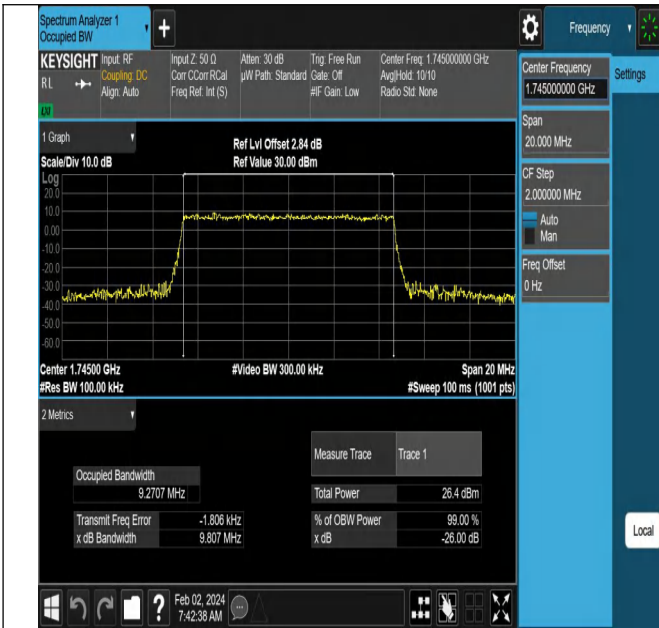 Spectrum Analyzer 1
Occupied BW
Frequency
KEYSIGHT
R L
Input: RF
Coupling: DC
Align: Auto
Input Z: 50 Ω
Corr CCorr RCal
Freq Ref: Int (S)
Atten: 30 dB
µW Path: Standard
Trig: Free Run
Gate: Off
#IF Gain: Low
Center Freq: 1.745000000 GHz
Avg|Hold: 10/10
Radio Std: None
LXI
Center Frequency
1.745000000 GHz
Settings
Span
20.000 MHz
CF Step
2.000000 MHz
Auto
Man
Freq Offset
0 Hz
1 Graph
Scale/Div 10.0 dB
Ref Lvl Offset 2.84 dB
Ref Value 30.00 dBm
Log
20.0
10.0
0.00
-10.0
-20.0
-30.0
-40.0
-50.0
-60.0
Center 1.74500 GHz
#Video BW 300.00 kHz
Span 20 MHz
#Res BW 100.00 kHz
#Sweep 100 ms (1001 pts)
2 Metrics
Measure Trace
Trace 1
Occupied Bandwidth
9.2707 MHz
Total Power
26.4 dBm
Transmit Freq Error
-1.806 kHz
% of OBW Power
99.00 %
x dB Bandwidth
9.807 MHz
x dB
-26.00 dB
Local
?
Feb 02, 2024
7:42:38 AM